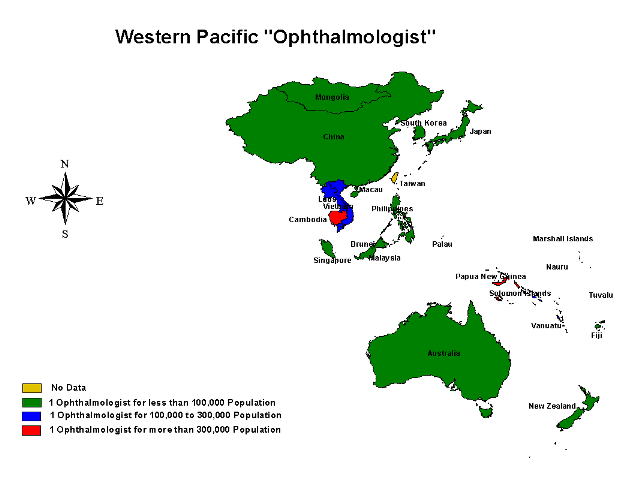 Western Pacific "Ophthalmologist"
Mongolia
South Korea
Japan
China
N
W
E
S
Macau
Taiwan
Laos
Vietnam
Philippines
Cambodia
Brunei
Palau
Singapore
Malaysia
Marshall Islands
Nauru
Papua New Guinea
Solomon Islands
Tuvalu
Vanuatu
Fiji
Australia
New Zealand
No Data
1 Ophthalmologist for less than 100,000 Population
1 Ophthalmologist for 100,000 to 300,000 Population
1 Ophthalmologist for more than 300,000 Population